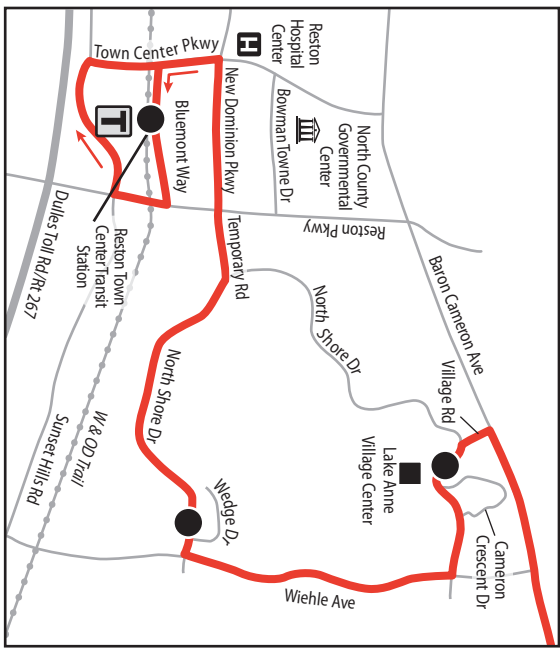 Town Center Pkwy
H
Reston
Hospital
Center
New Dominion Pkwy
Bowman Towne Dr
North County
Governmental
Center
Bluemont Way
T
Reston Pkwy
Baron Cameron Ave
Dulles Toll Rd/Rt 267
Reston Town
Center Transit
Station
Temporary Rd
North
Shore Dr
Village Rd
North Shore Dr
W & OD Trail
Sunset Hills Rd
Wedge Dr
Lake Anne
Village Center
Cameron
Crescent Dr
Wiehle Ave